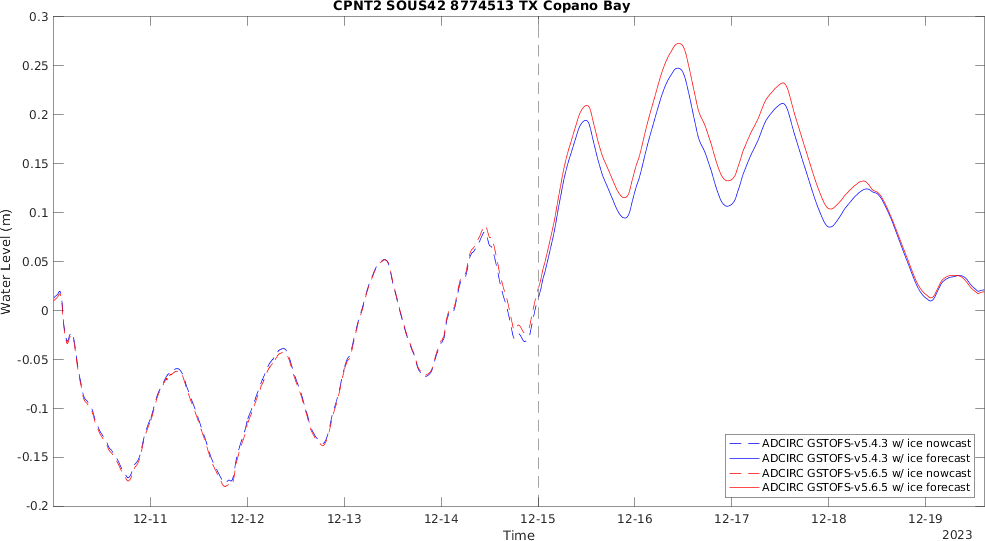 CPNT2 SOUS42 8774513 TX Copano Bay
0.3
0.25
0.2
0.15
0.1
0.05
0
-0.05
-0.1
-0.15
-0.2
Water Level (m)
ADCIRC GSTOFS-v5.4.3 w/ ice nowcast
ADCIRC GSTOFS-v5.4.3 w/ ice forecast
ADCIRC GSTOFS-v5.6.5 w/ ice nowcast
ADCIRC GSTOFS-v5.6.5 w/ ice forecast
12-11 12-12 12-13 12-14 12-15 12-16 12-17 12-18 12-19
Time
2023